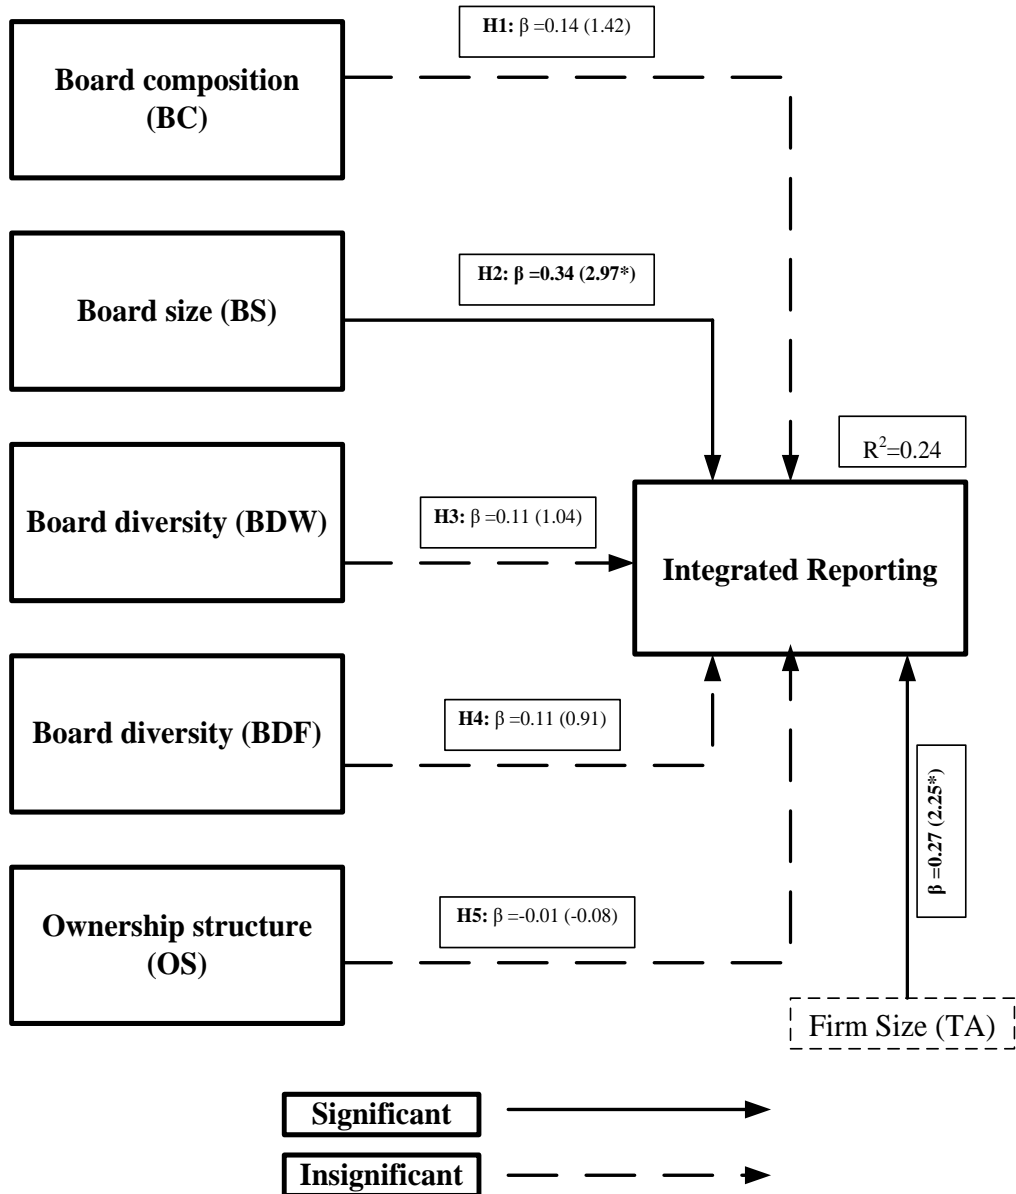 H1: β =0.14 (1.42)
Board composition
(BC)
H2: β =0.34 (2.97*)
Board size (BS)
R²=0.24
H3: β =0.11 (1.04)
Board diversity (BDW)
Integrated Reporting
H4: β =0.11 (0.91)
Board diversity (BDF)
β =0.27 (2.25*)
H5: β =-0.01 (-0.08)
Ownership structure
(OS)
Firm Size (TA)
Significant
Insignificant